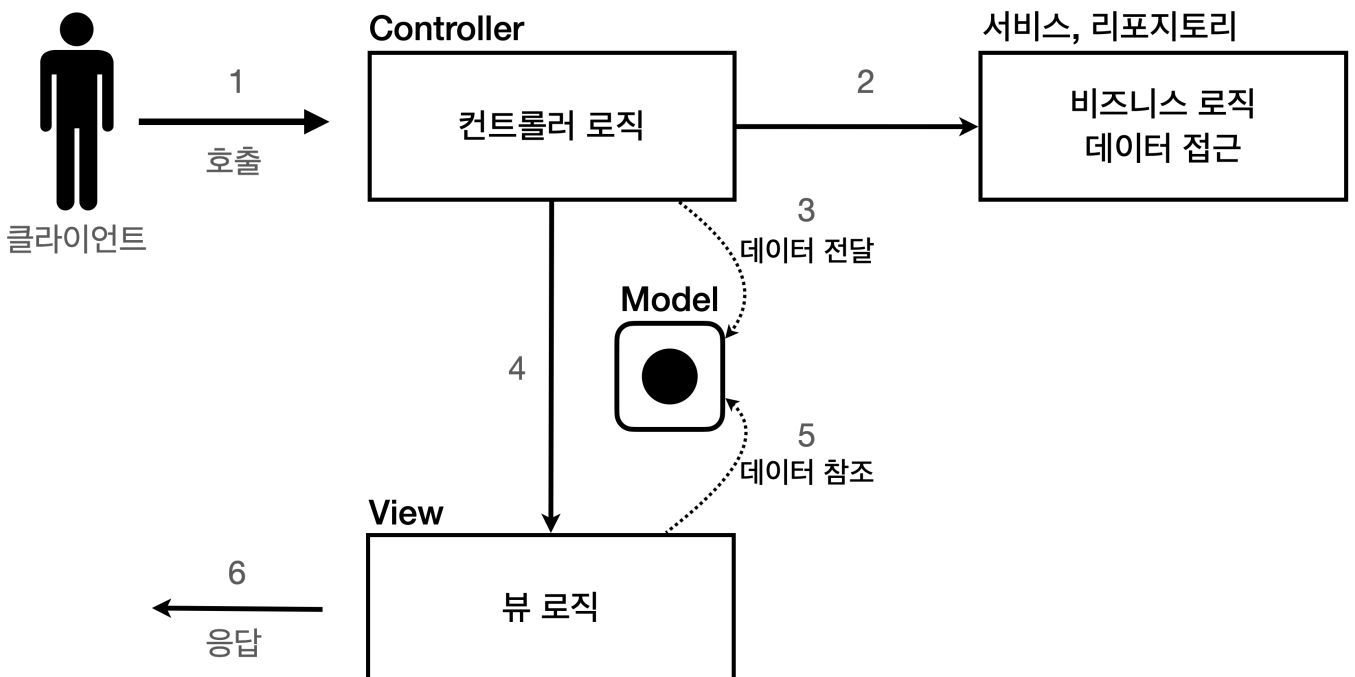 Controller
서비스, 리포지토리
1
호출
컨트롤러 로직
2
비즈니스 로직
데이터 접근
클라이언트
3
데이터 전달
Model
4
5
데이터 참조
View
6
응답
뷰 로직